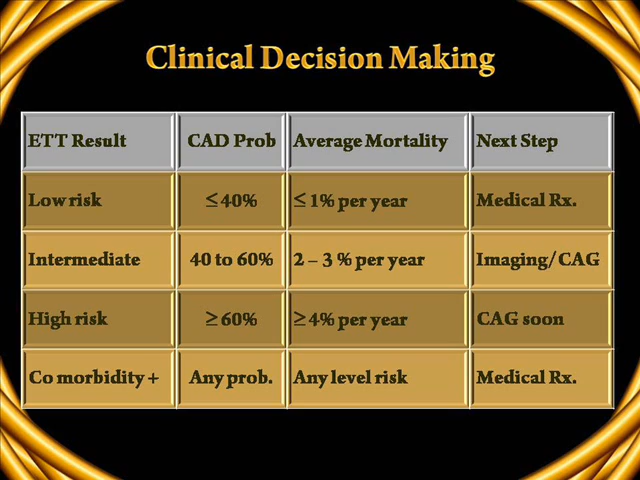 Clinical Decision Making
ETT Result CAD Prob Average Mortality Next Step
Low risk ≤ 40% ≤ 1% per year Medical Rx.
Intermediate 40 to 60% 2 – 3 % per year Imaging/CAG
High risk ≥ 60% ≥ 4% per year CAG soon
Co morbidity + Any prob. Any level risk Medical Rx.